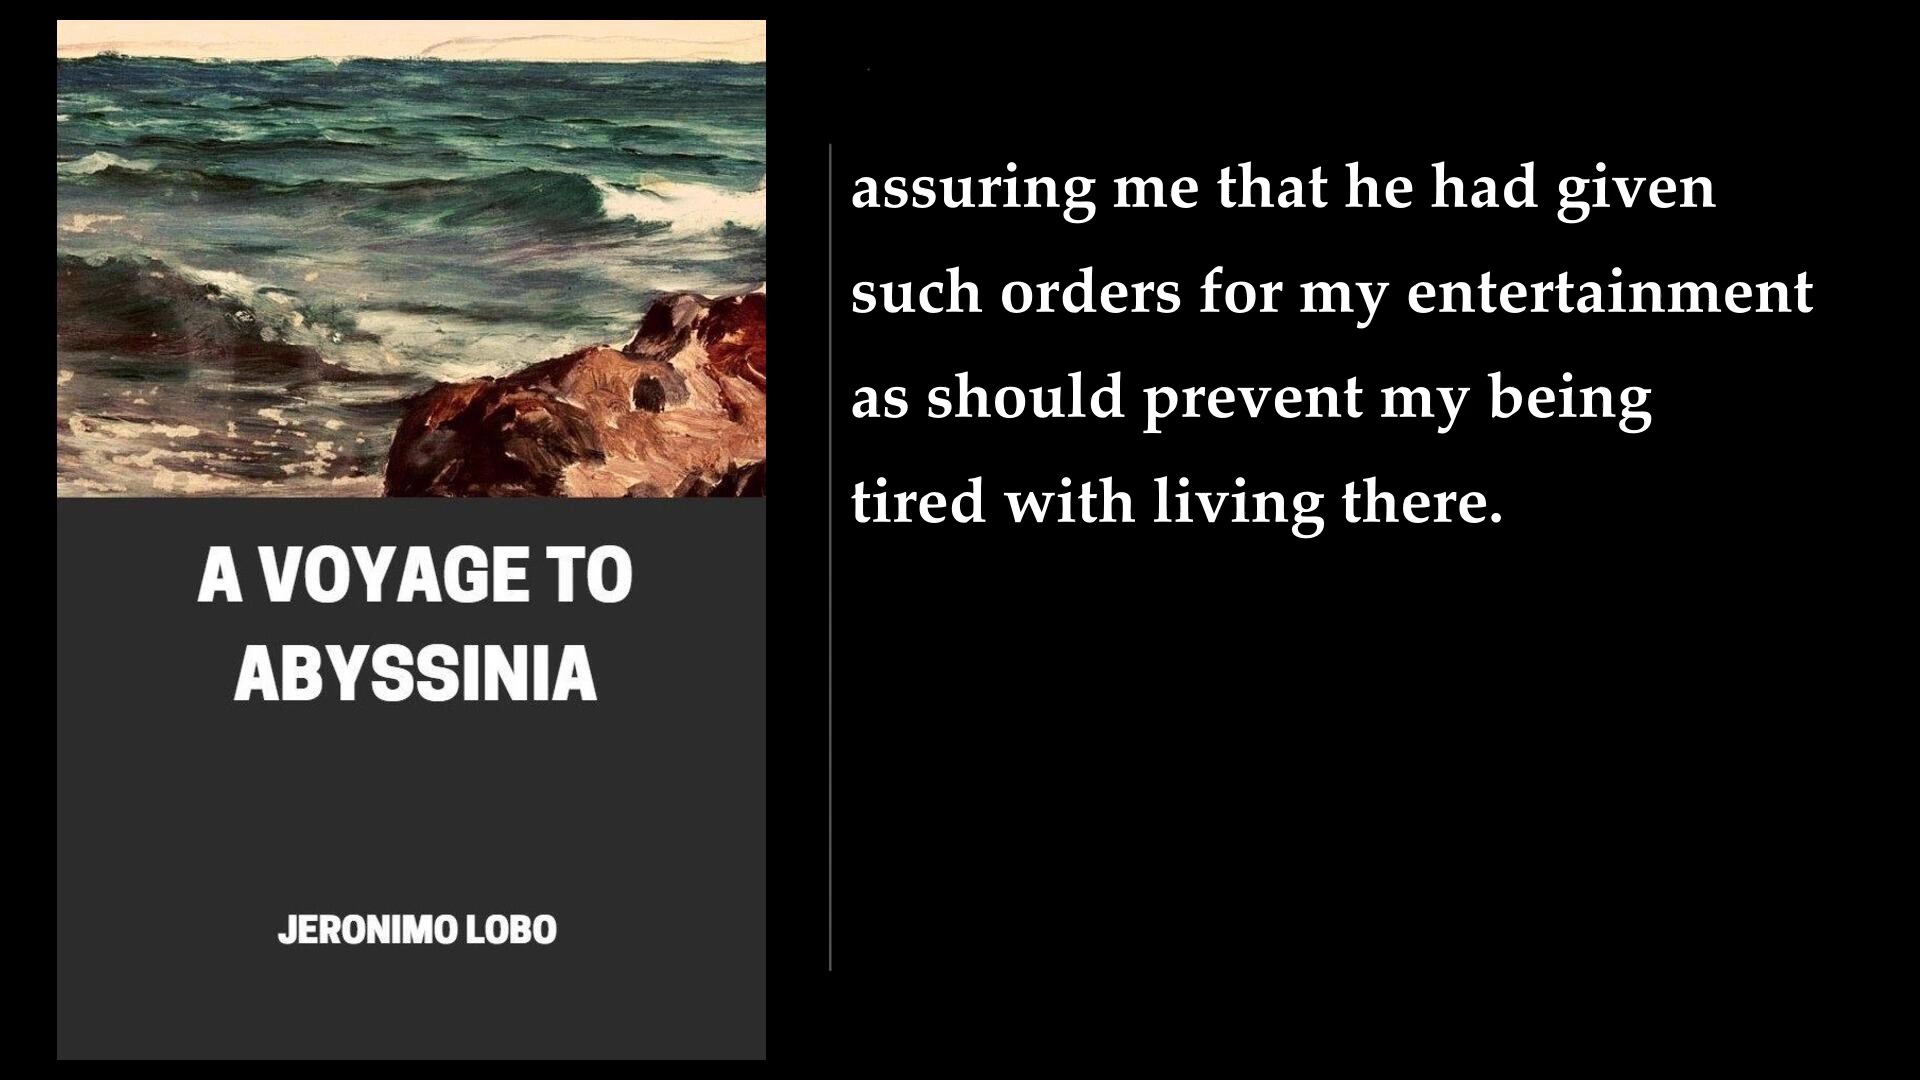 A VOYAGE TO
ABYSSINIA
JERONIMO LOBO
assuring me that he had given
such orders for my entertainment
as should prevent my being
tired with living there.